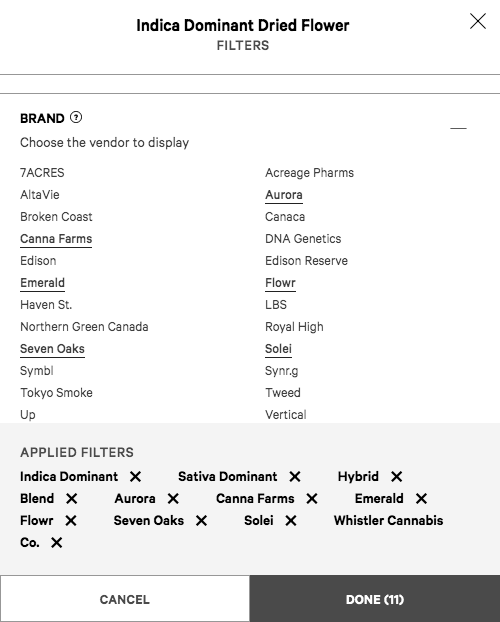 Indica Dominant Dried Flower
FILTERS
BRAND ?
Choose the vendor to display
7ACRES Acreage Pharms
AltaVie Aurora
Broken Coast Canaca
Canna Farms DNA Genetics
Edison Edison Reserve
Emerald Flowr
Haven St. LBS
Northern Green Canada Royal High
Seven Oaks Solei
Symbl Synr.g
Tokyo Smoke Tweed
Up Vertical
APPLIED FILTERS
Indica Dominant ✕ Sativa Dominant ✕ Hybrid ✕
Blend ✕ Aurora ✕ Canna Farms ✕ Emerald ✕
Flowr ✕ Seven Oaks ✕ Solei ✕ Whistler Cannabis
Co. ✕
CANCEL DONE (11)